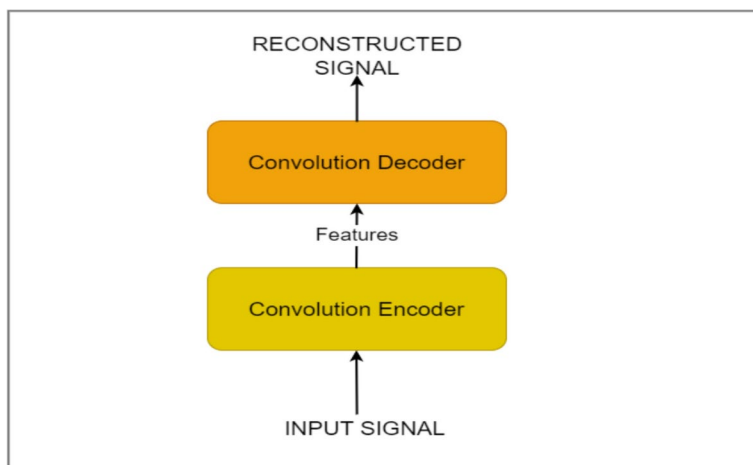 RECONSTRUCTED
SIGNAL
Convolution Decoder
Features
Convolution Encoder
INPUT SIGNAL